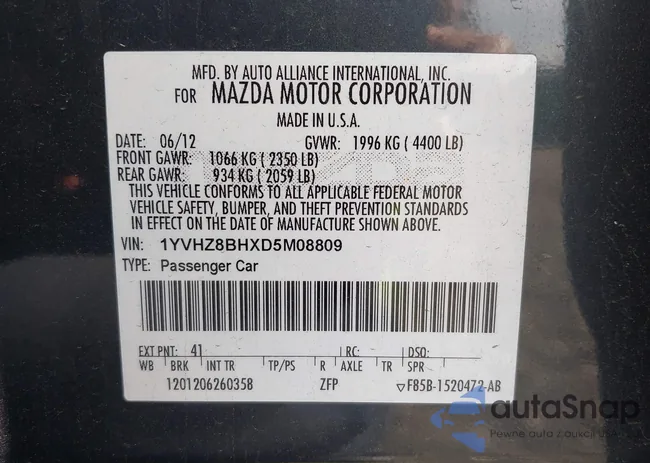 MFD. BY AUTO ALLIANCE INTERNATIONAL, INC.
FOR MAZDA MOTOR CORPORATION
MADE IN U.S.A.
DATE: 06/12 GVWR: 1996 KG ( 4400 LB)
FRONT GAWR: 1066 KG ( 2350 LB)
REAR GAWR: 934 KG ( 2059 LB)
THIS VEHICLE CONFORMS TO ALL APPLICABLE FEDERAL MOTOR
VEHICLE SAFETY, BUMPER, AND THEFT PREVENTION STANDARDS
IN EFFECT ON THE DATE OF MANUFACTURE SHOWN ABOVE.
VIN: 1YVHZ8BHXD5M08809
TYPE: Passenger Car
EXT PNT: 41 RC: DSO:
WB BRK INT TR TP/PS R AXLE TR SPR
1201206260358 ZFP ▽F85B-1520472-AB
autaSnap
Pewne auta z aukcji USA